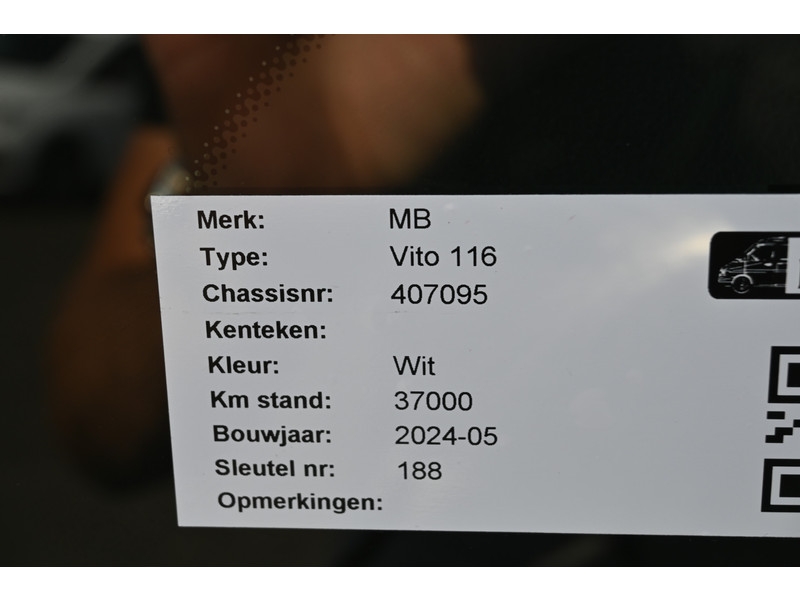 Merk: MB
Type: Vito 116
Chassisnr: 407095
Kenteken:
Kleur: Wit
Km stand: 37000
Bouwjaar: 2024-05
Sleutel nr: 188
Opmerkingen: